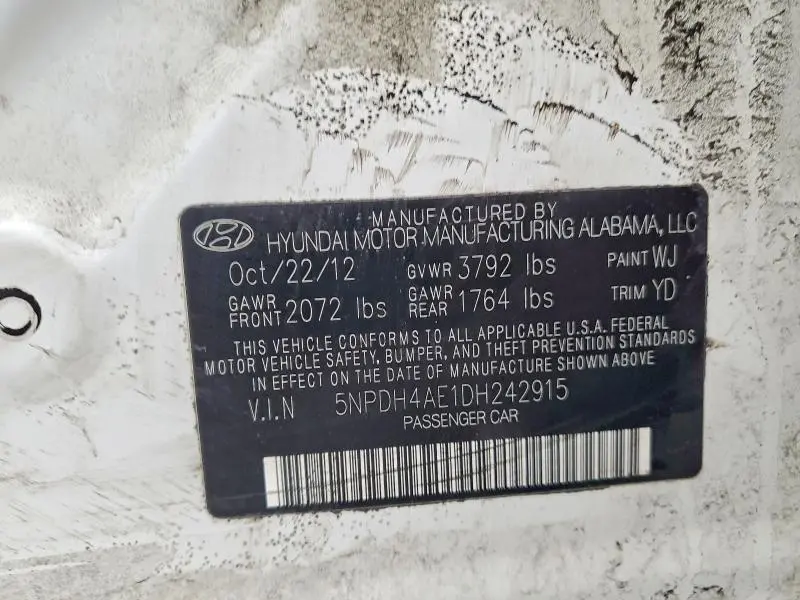 MANUFACTURED BY
HYUNDAI MOTOR MANUFACTURING ALABAMA, LLC
Oct/22/12 GVWR 3792 lbs PAINT WJ
GAWR FRONT 2072 lbs GAWR REAR 1764 lbs TRIM YD
THIS VEHICLE CONFORMS TO ALL APPLICABLE U.S.A. FEDERAL
MOTOR VEHICLE SAFETY, BUMPER, AND THEFT PREVENTION STANDARDS
IN EFFECT ON THE DATE OF MANUFACTURE SHOWN ABOVE
V.I.N 5NPDH4AE1DH242915
PASSENGER CAR